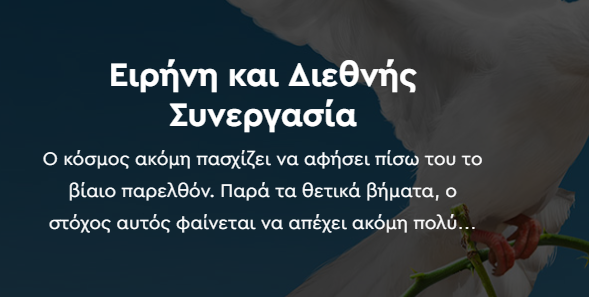 Ειρήνη και Διεθνής
Συνεργασία
Ο κόσμος ακόμη πασχίζει να αφήσει πίσω του το
βίαιο παρελθόν. Παρά τα θετικά βήματα, ο
στόχος αυτός φαίνεται να απέχει ακόμη πολύ...